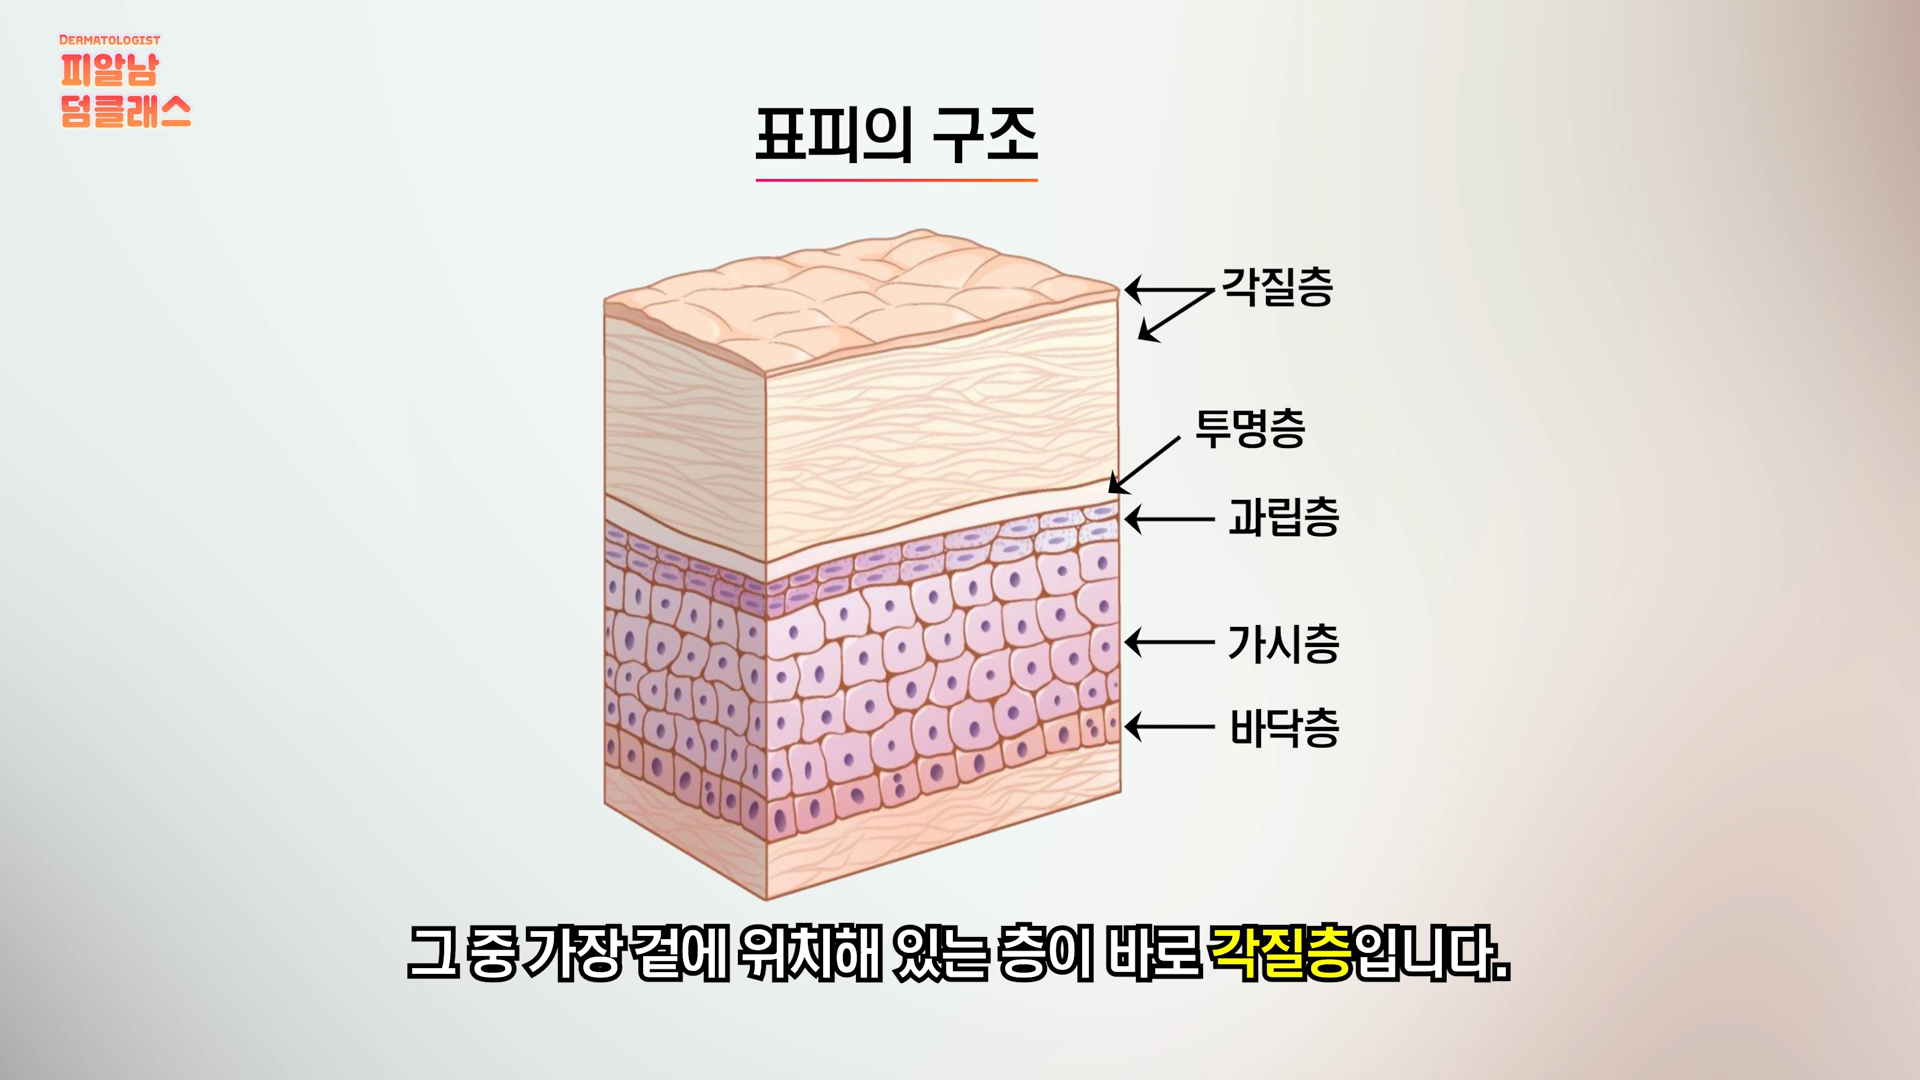 DERMATOLOGIST
피알남
덤클래스
표피의 구조
각질층
투명층
과립층
가시층
바닥층
그 중 가장 겉에 위치해 있는 층이 바로 각질층입니다.